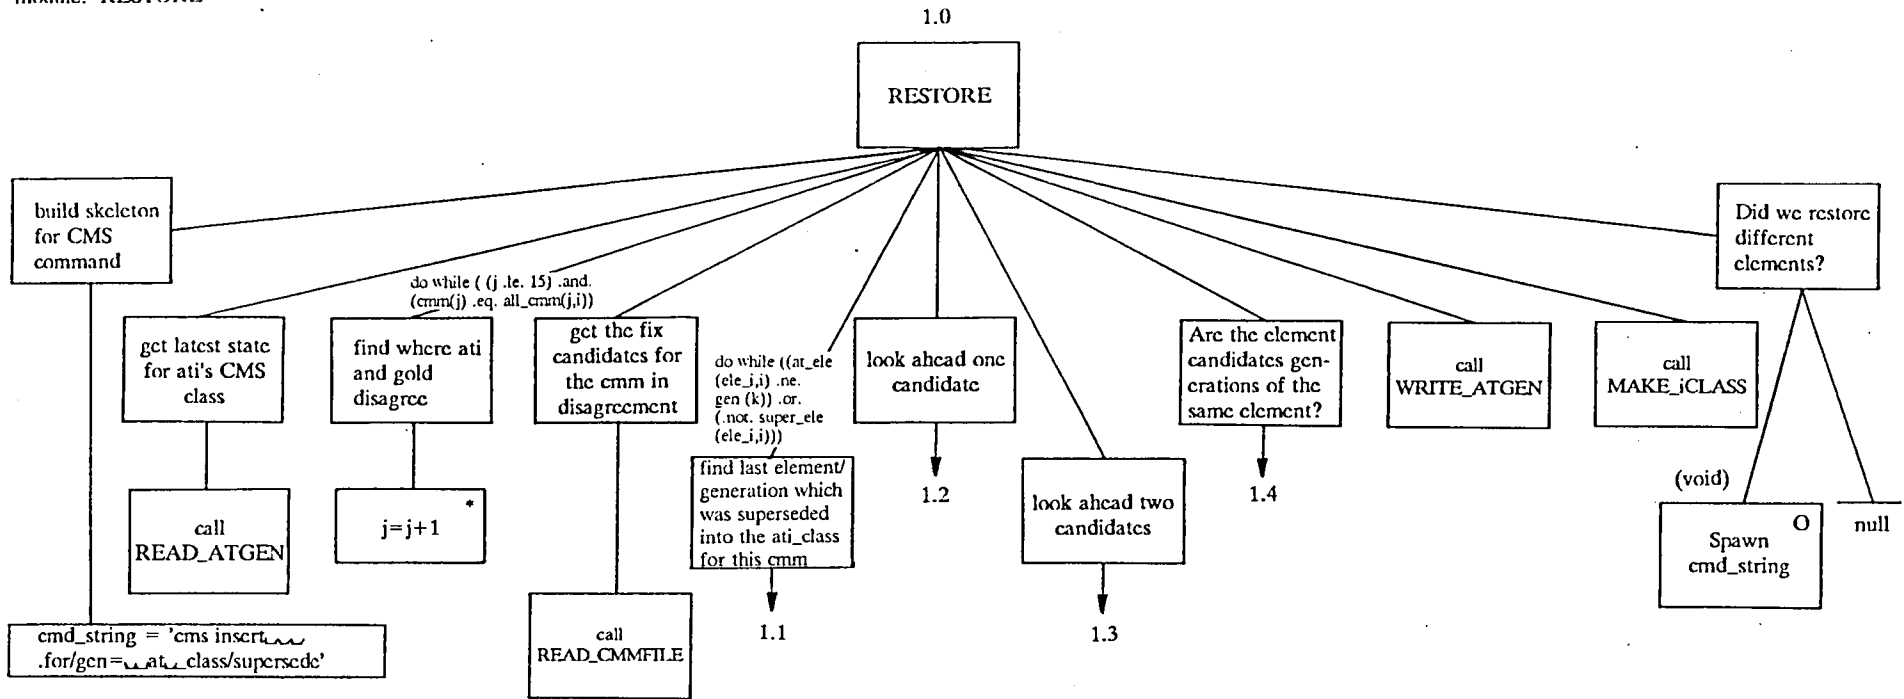 module: RESTORE
1.0
RESTORE
build skeleton
for CMS
command
Did we restore
different
elements?
do while ( (j .le. 15) .and.
(cmm(j) .eq. all_cmm(j,i))
get latest state
for ati's CMS
class
find where ati
and gold
disagree
get the fix
candidates for
the cmm in
disagreement
do while ((at_ele
(ele_i,i) .ne.
gen (k)) .or.
(.not. super_ele
(ele_i,i)))
look ahead one
candidate
Are the element
candidates gen-
erations of the
same element?
call
WRITE_ATGEN
call
MAKE_iCLASS
find last element/
generation which
was superseded
into the ati_class
for this cmm
look ahead two
candidates
1.2
1.4
call
READ_ATGEN
*
j=j+1
(void)
O
Spawn
cmd_string
null
1.1
1.3
call
READ_CMMFILE
cmd_string = 'cms insert
.for/gen= at _class/supersede'